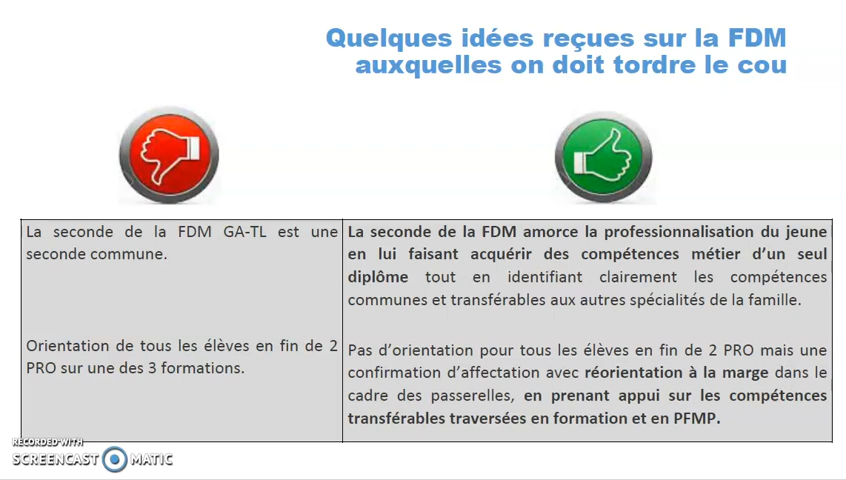 Quelques idées reçues sur la FDM
auxquelles on doit tordre le cou
La seconde de la FDM GA-TL est une
seconde commune.
Orientation de tous les élèves en fin de 2
PRO sur une des 3 formations.
La seconde de la FDM amorce la professionnalisation du jeune
en lui faisant acquérir des compétences métier d’un seul
diplôme tout en identifiant clairement les compétences
communes et transférables aux autres spécialités de la famille.
Pas d’orientation pour tous les élèves en fin de 2 PRO mais une
confirmation d’affectation avec réorientation à la marge dans le
cadre des passerelles, en prenant appui sur les compétences
transférables traversées en formation et en PFMP.
RECORDED WITH
SCREENCAST MATIC